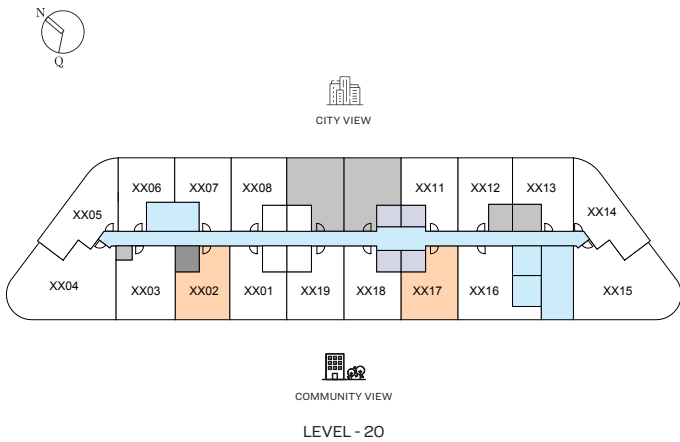 N
Q
CITY VIEW
XX06 XX07 XX08 XX11 XX12 XX13
XX05 XX14
XX04 XX03 XX02 XX01 XX19 XX18 XX17 XX16 XX15
COMMUNITY VIEW
LEVEL - 20